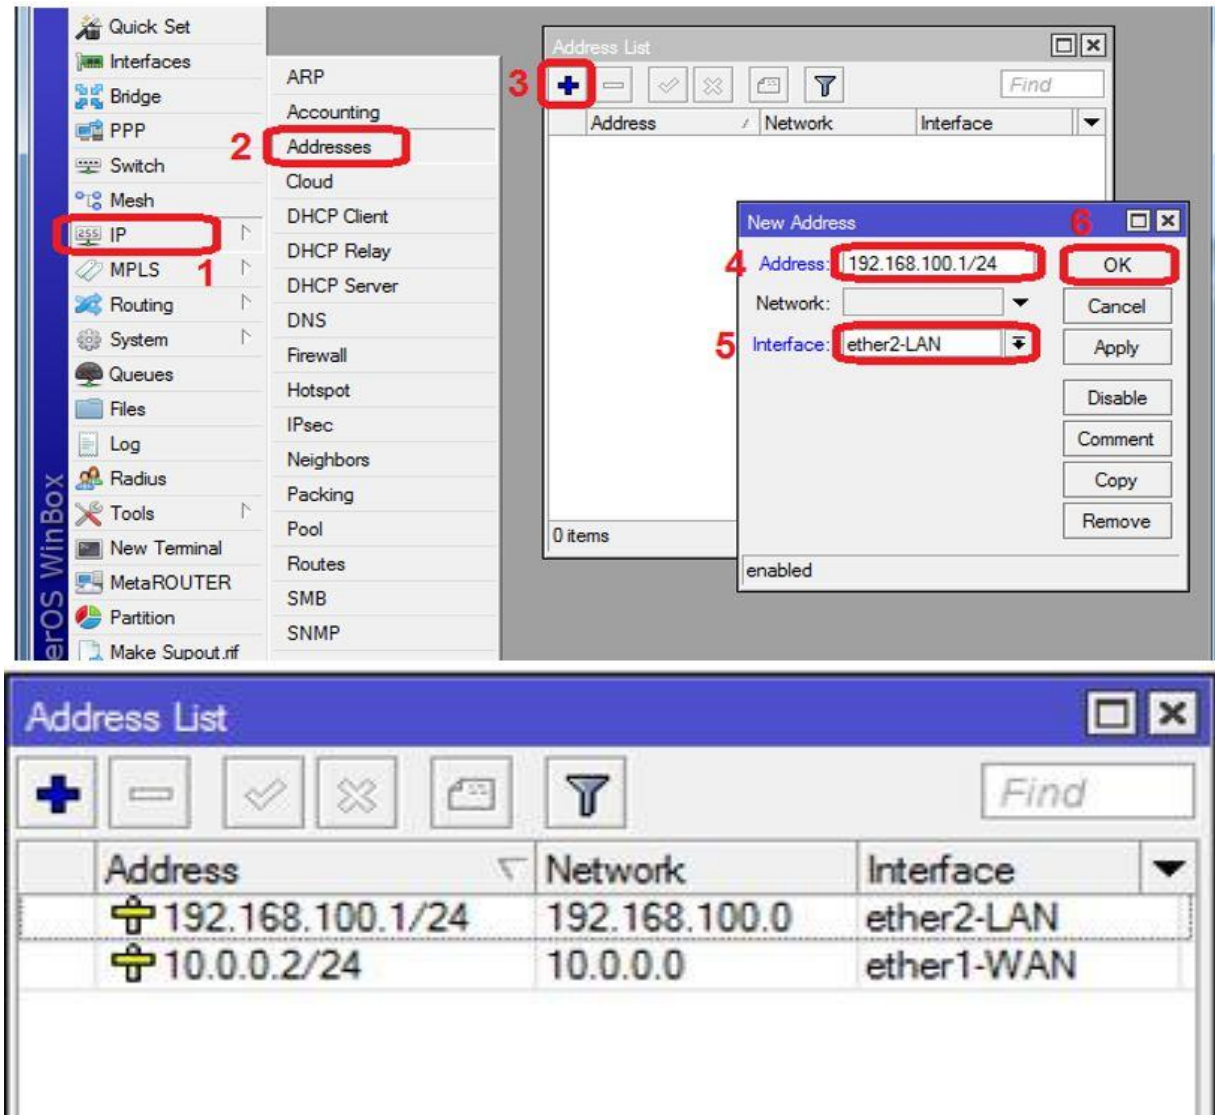 Quick Set
Interfaces
Bridge
PPP
Switch
Mesh
IP
1
MPLS
Routing
System
Queues
Files
Log
Radius
Tools
New Terminal
MetaROUTER
Partition
Make Supout.rif
erOS WinBox
2
ARP
Accounting
Addresses
Cloud
DHCP Client
DHCP Relay
DHCP Server
DNS
Firewall
Hotspot
IPsec
Neighbors
Packing
Pool
Routes
SMB
SNMP
Address List
3
Find
Address Network Interface
0 items
New Address 6
4 Address: 192.168.100.1/24 OK
Network: Cancel
5 Interface: ether2-LAN Apply
Disable
Comment
Copy
Remove
enabled
Address List
Find
Address Network Interface
192.168.100.1/24 192.168.100.0 ether2-LAN
10.0.0.2/24 10.0.0.0 ether1-WAN